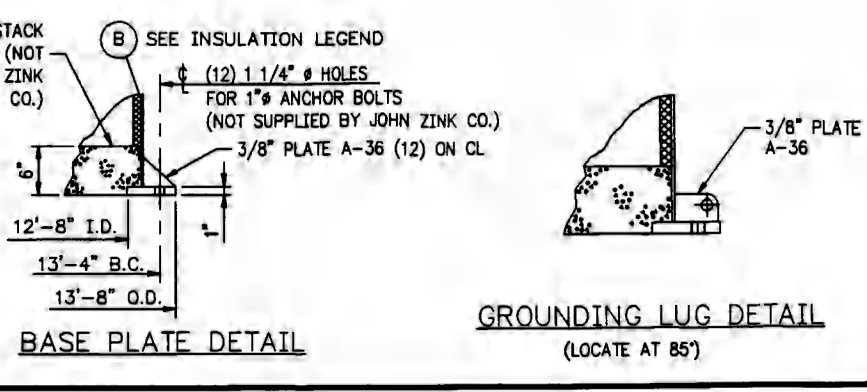 STACK
(NOT
ZINK
CO.)
B SEE INSULATION LEGEND
℄ (12) 1 1/4" ø HOLES
FOR 1"ø ANCHOR BOLTS
(NOT SUPPLIED BY JOHN ZINK CO.)
3/8" PLATE A-36 (12) ON CL
6"
1"
12'-8" I.D.
13'-4" B.C.
13'-8" O.D.
BASE PLATE DETAIL
3/8" PLATE
A-36
GROUNDING LUG DETAIL
(LOCATE AT 85°)